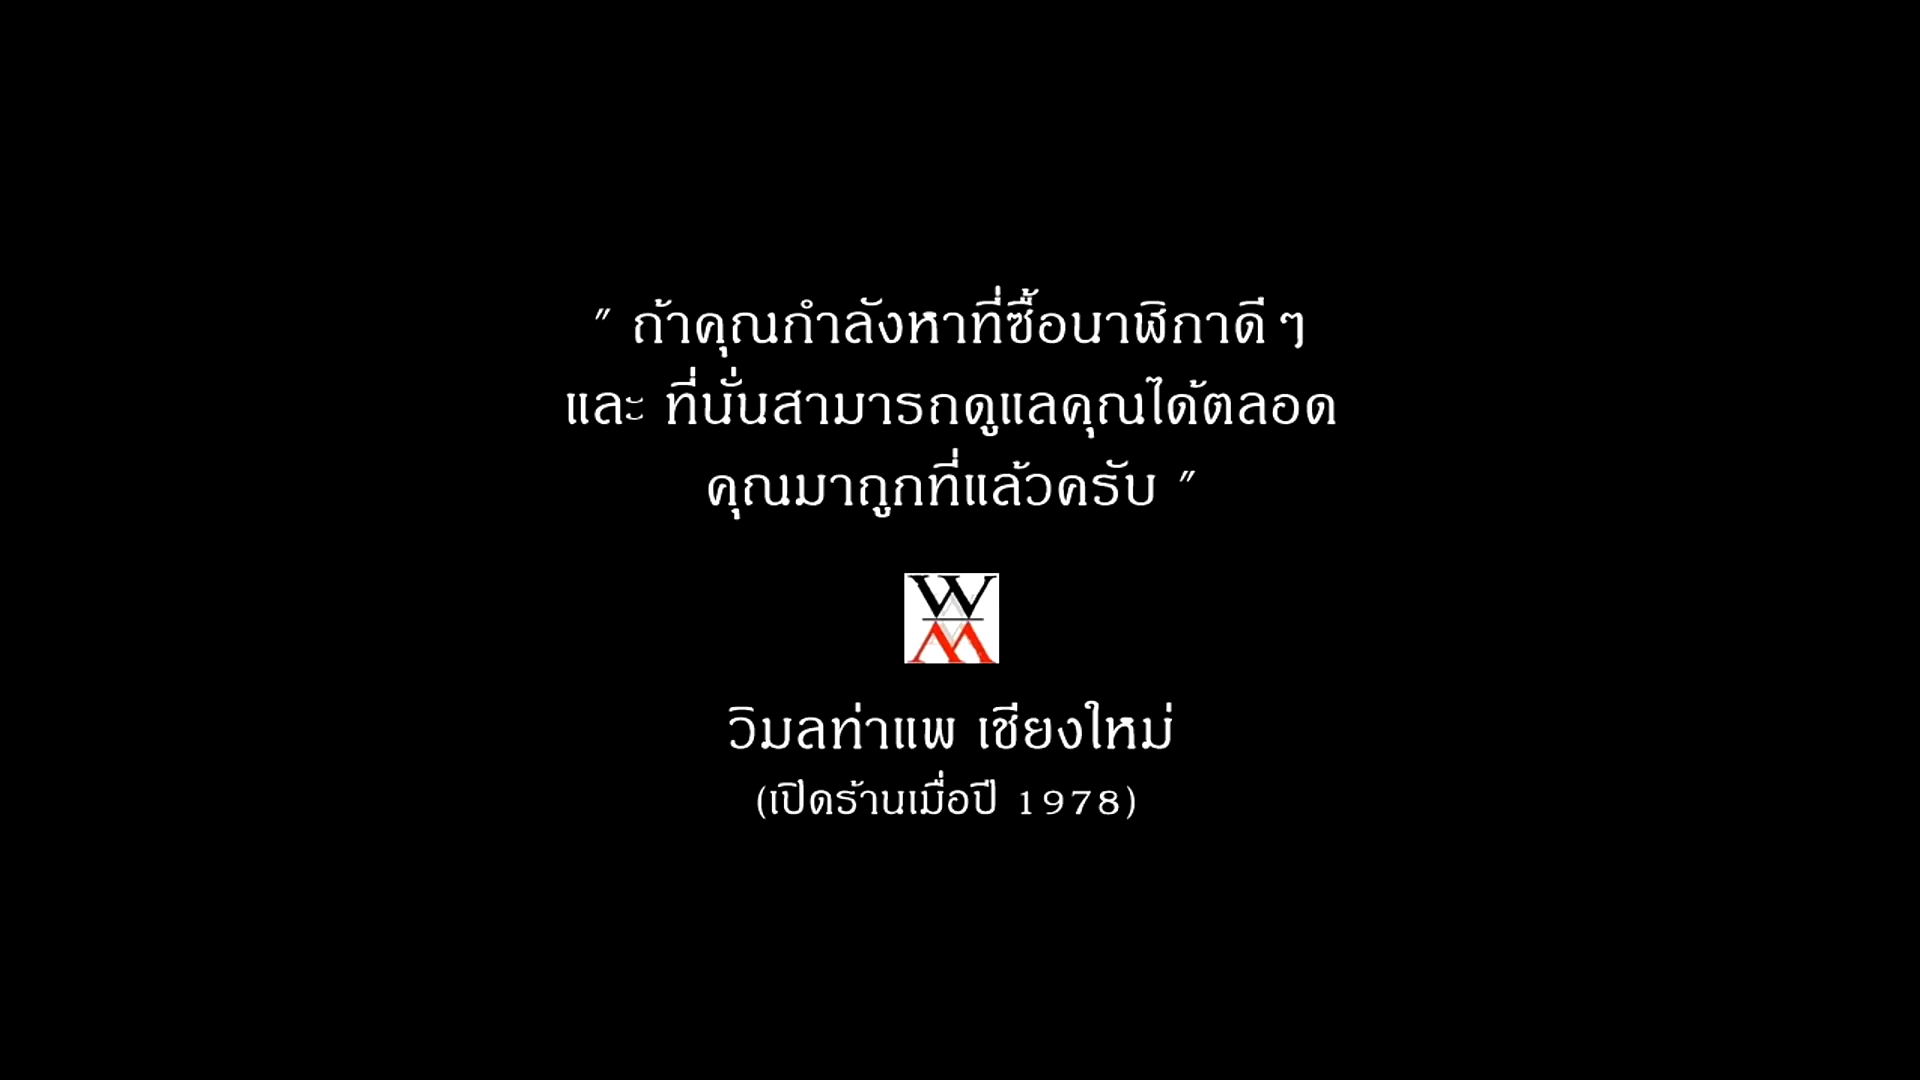 " ถ้าคุณกำลังหาที่ซื้อนาฬิกาดีๆ
และ ที่นั่นสามารถดูแลคุณได้ตลอด
คุณมาถูกที่แล้วครับ "
W
M
วิมลท่าแพ เชียงใหม่
(เปิดร้านเมื่อปี 1978)